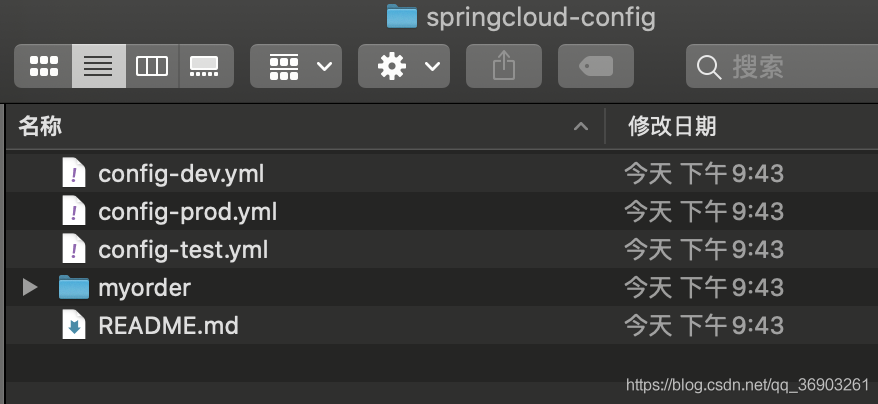 springcloud-config
搜索
名称 修改日期
config-dev.yml 今天 下午9:43
config-prod.yml 今天 下午9:43
config-test.yml 今天 下午9:43
myorder 今天 下午9:43
README.md 今天 下午9:43
https://blog.csdn.net/qq_36903261